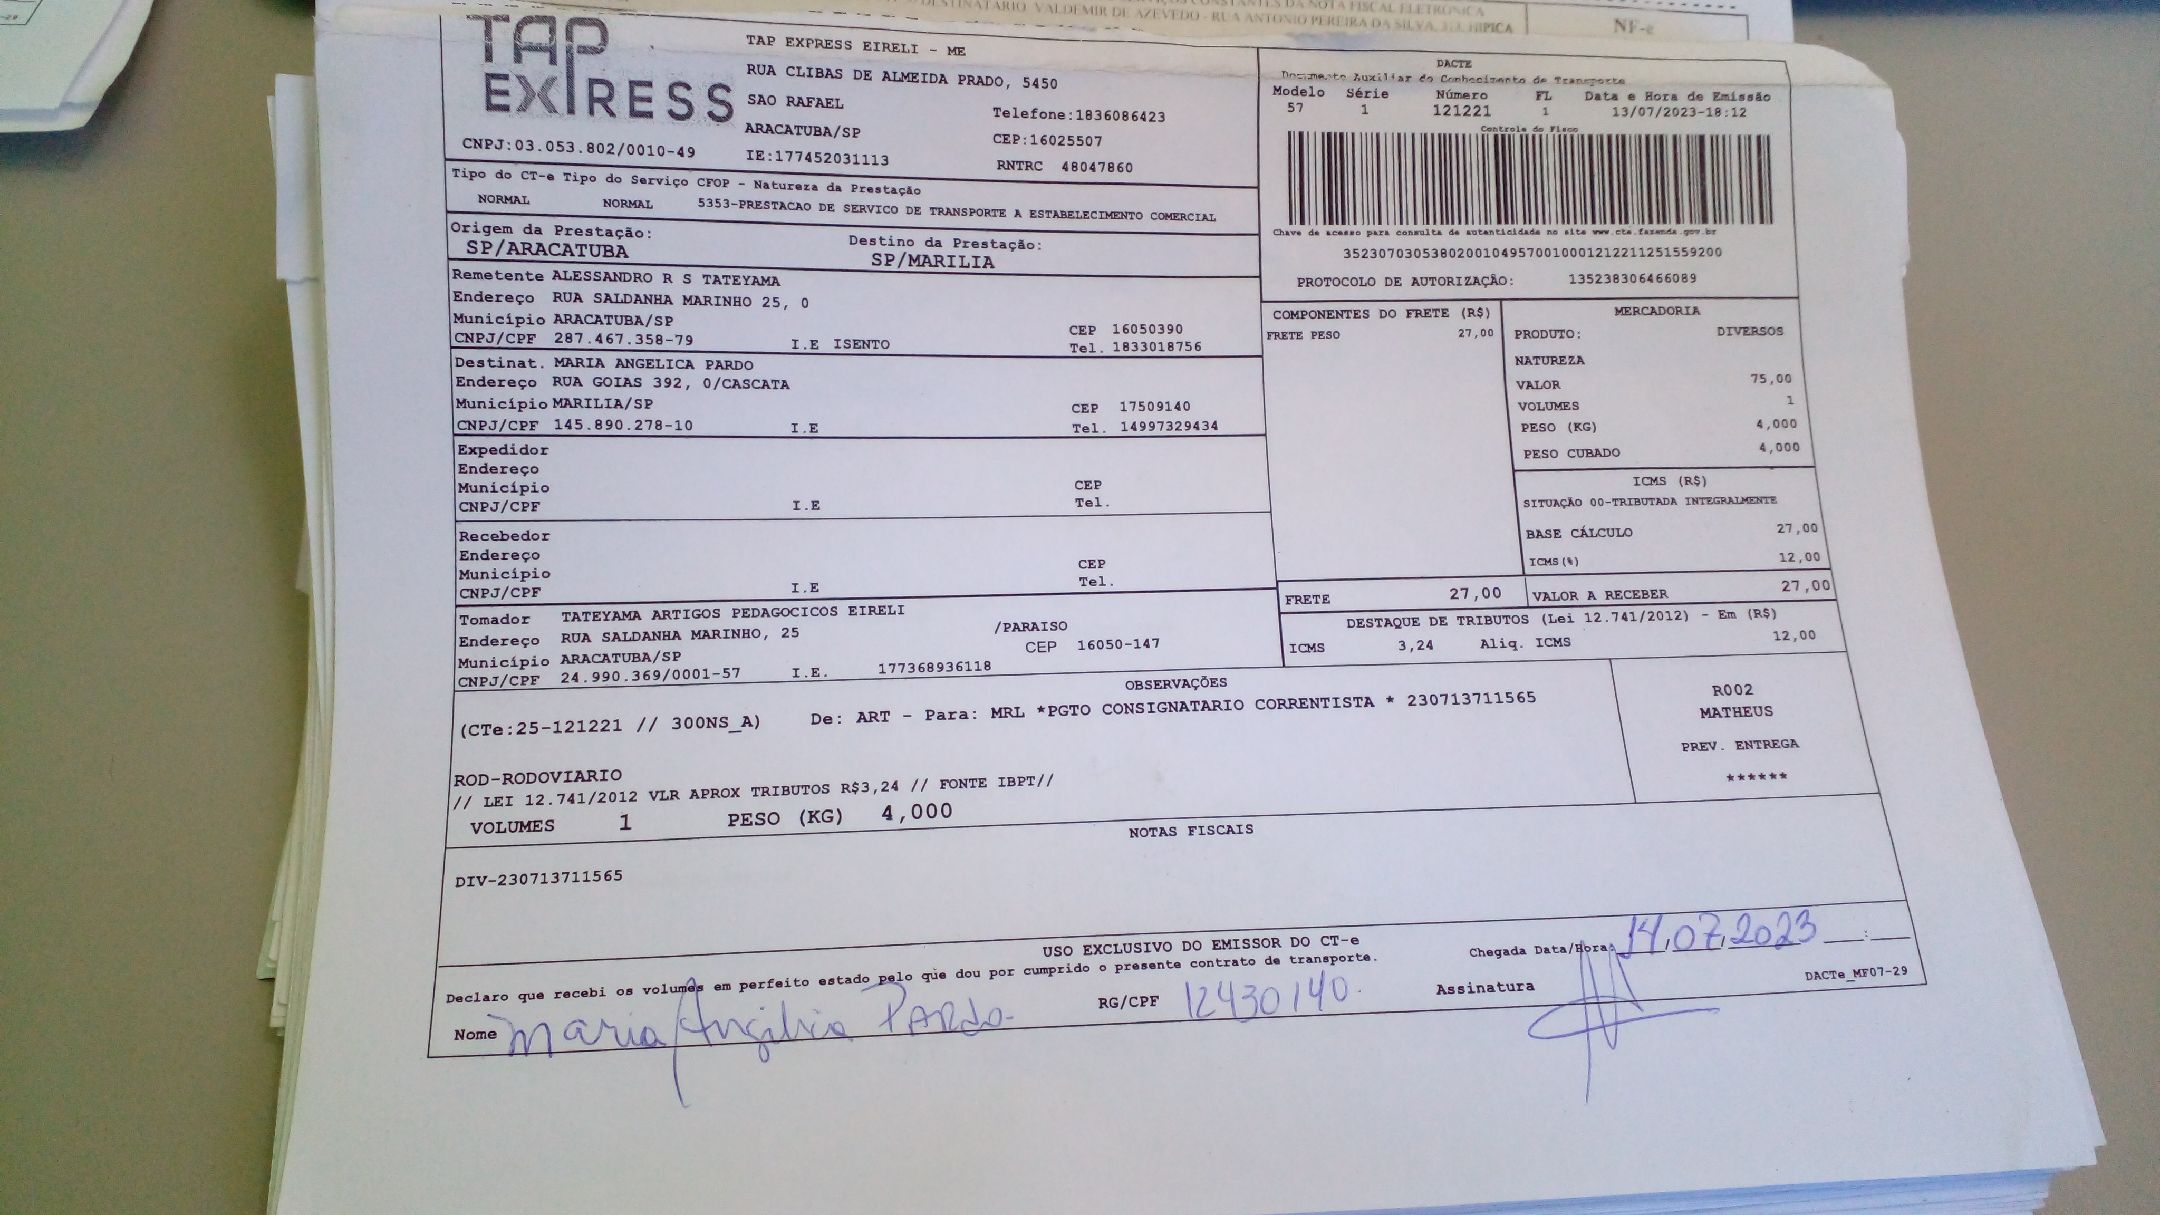 DESTINATARIO VALDEMIR DE AZEVEDO - RUA ANTONIO PEREIRA DA SILVA, HIPICA
NF-e
TAP EXPRESS
TAP EXPRESS EIRELI - ME
RUA CLIBAS DE ALMEIDA PRADO, 5450
SAO RAFAEL
Telefone:1836086423
ARACATUBA/SP
CEP:16025507
CNPJ:03.053.802/0010-49
IE:177452031113
RNTRC 48047860
DACTE
Documento Auxiliar do Conhecimento de Transporte
Modelo Série Número FL Data e Hora de Emissão
57 1 121221 1 13/07/2023-18:12
Controle do Fisco
Chave de acesso para consulta de autenticidade no site www.cte.fazenda.gov.br
35230703053802001049570010001212211251559200
PROTOCOLO DE AUTORIZAÇÃO: 135238306466089
Tipo do CT-e Tipo do Serviço CFOP - Natureza da Prestação
NORMAL NORMAL 5353-PRESTACAO DE SERVICO DE TRANSPORTE A ESTABELECIMENTO COMERCIAL
Origem da Prestação: Destino da Prestação:
SP/ARACATUBA SP/MARILIA
Remetente ALESSANDRO R S TATEYAMA
Endereço RUA SALDANHA MARINHO 25, 0
Município ARACATUBA/SP CEP 16050390
CNPJ/CPF 287.467.358-79 I.E ISENTO Tel. 1833018756
Destinat. MARIA ANGELICA PARDO
Endereço RUA GOIAS 392, 0/CASCATA
Município MARILIA/SP CEP 17509140
CNPJ/CPF 145.890.278-10 I.E Tel. 14997329434
Expedidor
Endereço
Município CEP
CNPJ/CPF I.E Tel.
Recebedor
Endereço
Município CEP
CNPJ/CPF I.E Tel.
Tomador TATEYAMA ARTIGOS PEDAGOCICOS EIRELI
Endereço RUA SALDANHA MARINHO, 25 /PARAISO
Município ARACATUBA/SP CEP 16050-147
CNPJ/CPF 24.990.369/0001-57 I.E. 177368936118
COMPONENTES DO FRETE (R$)
FRETE PESO 27,00
MERCADORIA
PRODUTO: DIVERSOS
NATUREZA
VALOR 75,00
VOLUMES 1
PESO (KG) 4,000
PESO CUBADO 4,000
ICMS (R$)
SITUAÇÃO 00-TRIBUTADA INTEGRALMENTE
BASE CÁLCULO 27,00
ICMS(%) 12,00
FRETE 27,00 VALOR A RECEBER 27,00
DESTAQUE DE TRIBUTOS (Lei 12.741/2012) - Em (R$)
ICMS 3,24 Aliq. ICMS 12,00
OBSERVAÇÕES
(CTe:25-121221 // 300NS_A) De: ART - Para: MRL *PGTO CONSIGNATARIO CORRENTISTA * 230713711565
R002
MATHEUS
PREV. ENTREGA
******
ROD-RODOVIARIO
// LEI 12.741/2012 VLR APROX TRIBUTOS R$3,24 // FONTE IBPT//
VOLUMES 1 PESO (KG) 4,000
NOTAS FISCAIS
DIV-230713711565
USO EXCLUSIVO DO EMISSOR DO CT-e
Chegada Data/Hora: 14/07/2023 __:__
Declaro que recebi os volumes em perfeito estado pelo que dou por cumprido o presente contrato de transporte.
DACTe_MF07-29
Nome Maria Angélica PARDO RG/CPF 12430140. Assinatura